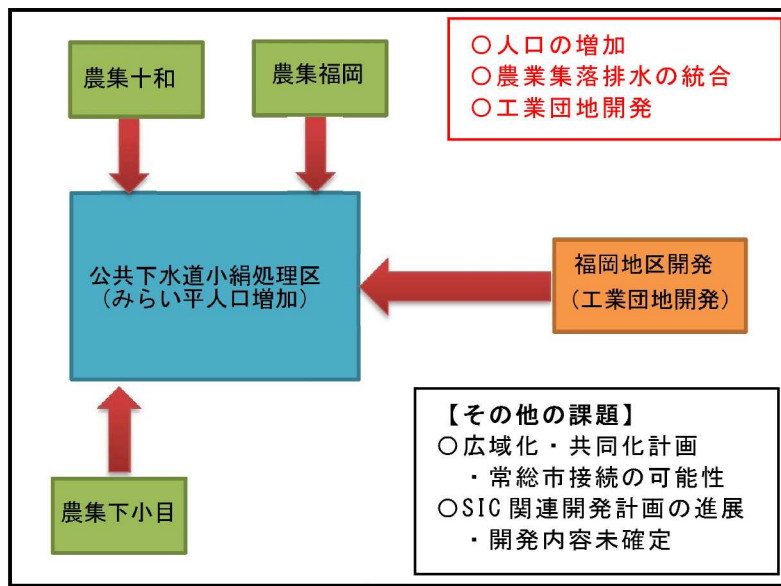 農集十和
農集福岡
○人口の増加
○農業集落排水の統合
○工業団地開発
公共下水道小絹処理区
（みらい平人口増加）
福岡地区開発
（工業団地開発）
農集下小目
【その他の課題】
○広域化・共同化計画
・常総市接続の可能性
○SIC関連開発計画の進展
・開発内容未確定